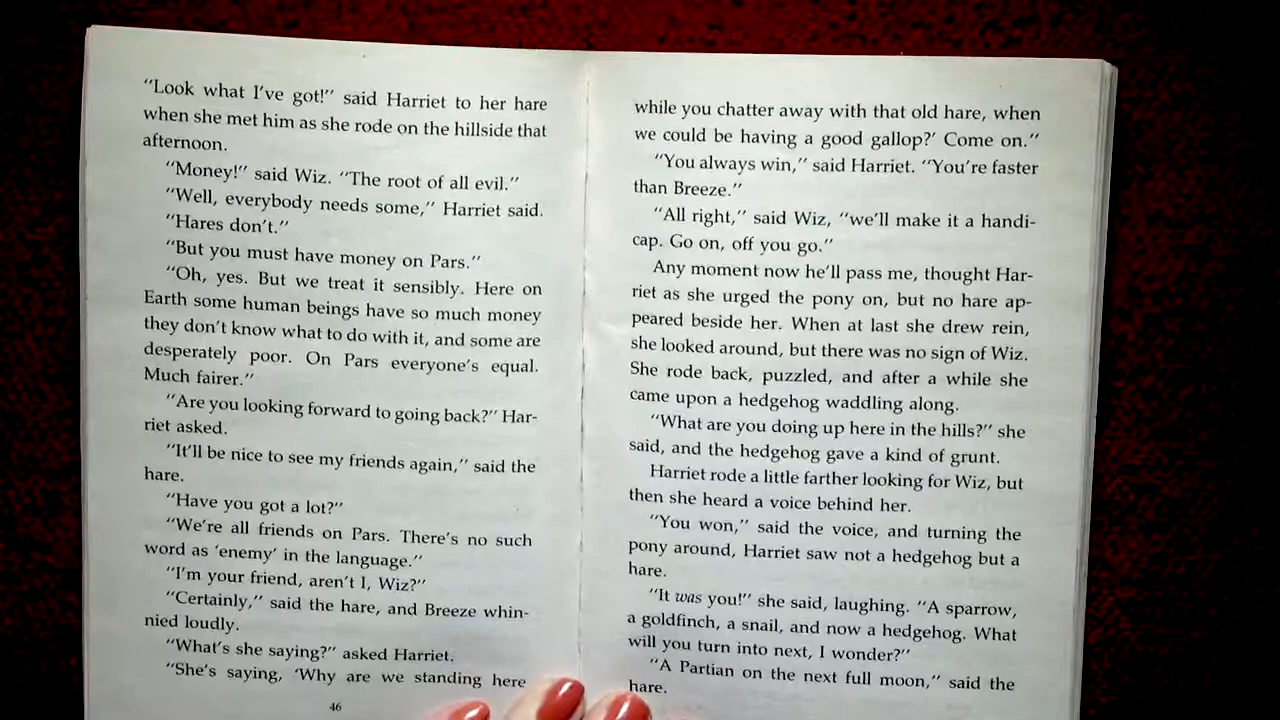 “Look what I’ve got!” said Harriet to her hare
when she met him as she rode on the hillside that
afternoon.
“Money!” said Wiz. “The root of all evil.”
“Well, everybody needs some,” Harriet said.
“Hares don’t.”
“But you must have money on Pars.”
“Oh, yes. But we treat it sensibly. Here on
Earth some human beings have so much money
they don’t know what to do with it, and some are
desperately poor. On Pars everyone’s equal.
Much fairer.”
“Are you looking forward to going back?” Har-
riet asked.
“It’ll be nice to see my friends again,” said the
hare.
“Have you got a lot?”
“We’re all friends on Pars. There’s no such
word as ‘enemy’ in the language.”
“I’m your friend, aren’t I, Wiz?”
“Certainly,” said the hare, and Breeze whin-
nied loudly.
“What’s she saying?” asked Harriet.
“She’s saying, ‘Why are we standing here
46
while you chatter away with that old hare, when
we could be having a good gallop?’ Come on.”
“You always win,” said Harriet. “You’re faster
than Breeze.”
“All right,” said Wiz, “we’ll make it a handi-
cap. Go on, off you go.”
Any moment now he’ll pass me, thought Har-
riet as she urged the pony on, but no hare ap-
peared beside her. When at last she drew rein,
she looked around, but there was no sign of Wiz.
She rode back, puzzled, and after a while she
came upon a hedgehog waddling along.
“What are you doing up here in the hills?” she
said, and the hedgehog gave a kind of grunt.
Harriet rode a little farther looking for Wiz, but
then she heard a voice behind her.
“You won,” said the voice, and turning the
pony around, Harriet saw not a hedgehog but a
hare.
“It was you!” she said, laughing. “A sparrow,
a goldfinch, a snail, and now a hedgehog. What
will you turn into next, I wonder?”
“A Partian on the next full moon,” said the
hare.